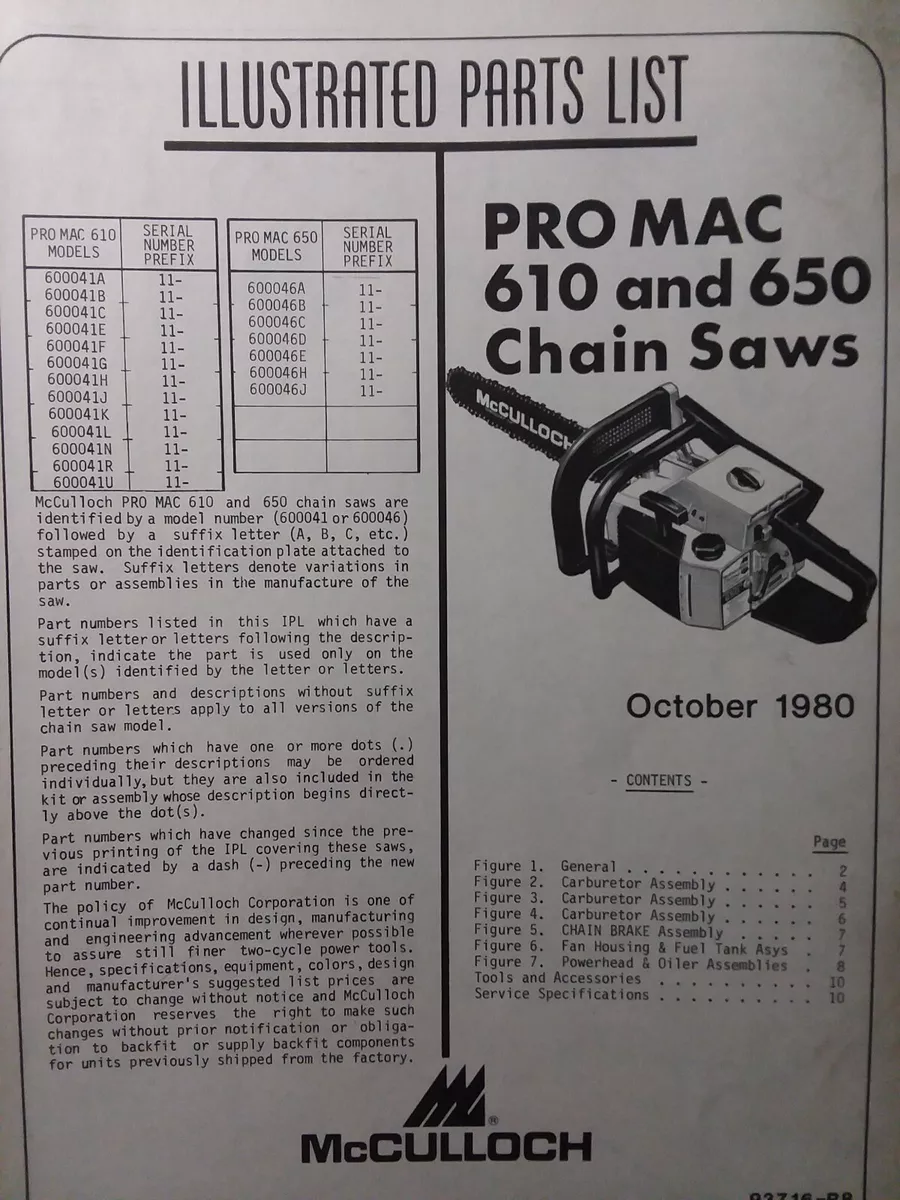 ILLUSTRATED PARTS LIST
PRO MAC 610 MODELS SERIAL NUMBER PREFIX
600041A 11-
600041B 11-
600041C 11-
600041E 11-
600041F 11-
600041G 11-
600041H 11-
600041J 11-
600041K 11-
600041L 11-
600041N 11-
600041R 11-
600041U 11-
PRO MAC 650 MODELS SERIAL NUMBER PREFIX
600046A 11-
600046B 11-
600046C 11-
600046D 11-
600046E 11-
600046H 11-
600046J 11-
McCulloch PRO MAC 610 and 650 chain saws are
identified by a model number (600041 or 600046)
followed by a suffix letter (A, B, C, etc.)
stamped on the identification plate attached to
the saw. Suffix letters denote variations in
parts or assemblies in the manufacture of the
saw.
Part numbers listed in this IPL which have a
suffix letter or letters following the descrip-
tion, indicate the part is used only on the
model(s) identified by the letter or letters.
Part numbers and descriptions without suffix
letter or letters apply to all versions of the
chain saw model.
Part numbers which have one or more dots (.)
preceding their descriptions may be ordered
individually, but they are also included in the
kit or assembly whose description begins direct-
ly above the dot(s).
Part numbers which have changed since the pre-
vious printing of the IPL covering these saws,
are indicated by a dash (-) preceding the new
part number.
The policy of McCulloch Corporation is one of
continual improvement in design, manufacturing
and engineering advancement wherever possible
to assure still finer two-cycle power tools.
Hence, specifications, equipment, colors, design
and manufacturer's suggested list prices are
subject to change without notice and McCulloch
Corporation reserves the right to make such
changes without prior notification or obliga-
tion to backfit or supply backfit components
for units previously shipped from the factory.
PRO MAC
610 and 650
Chain Saws
McCULLOCH
October 1980
- CONTENTS -
Page
Figure 1. General . . . . . . . . . . . . 2
Figure 2. Carburetor Assembly . . . . . . 4
Figure 3. Carburetor Assembly . . . . . . 5
Figure 4. Carburetor Assembly . . . . . . 6
Figure 5. CHAIN BRAKE Assembly . . . . . 7
Figure 6. Fan Housing & Fuel Tank Asys . 7
Figure 7. Powerhead & Oiler Assemblies . 8
Tools and Accessories . . . . . . . . . . 10
Service Specifications . . . . . . . . . . 10
®
McCULLOCH